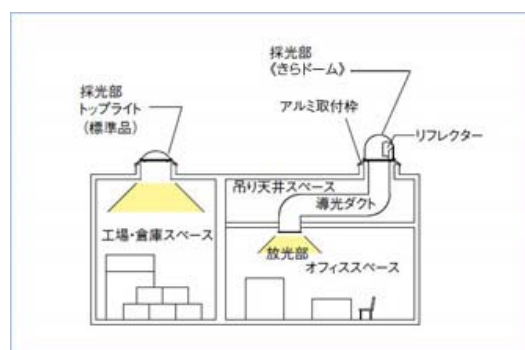 採光部
トップライト
(標準品)
採光部
《きらドーム》
アルミ取付枠
リフレクター
吊り天井スペース
導光ダクト
工場・倉庫スペース
放光部
オフィススペース